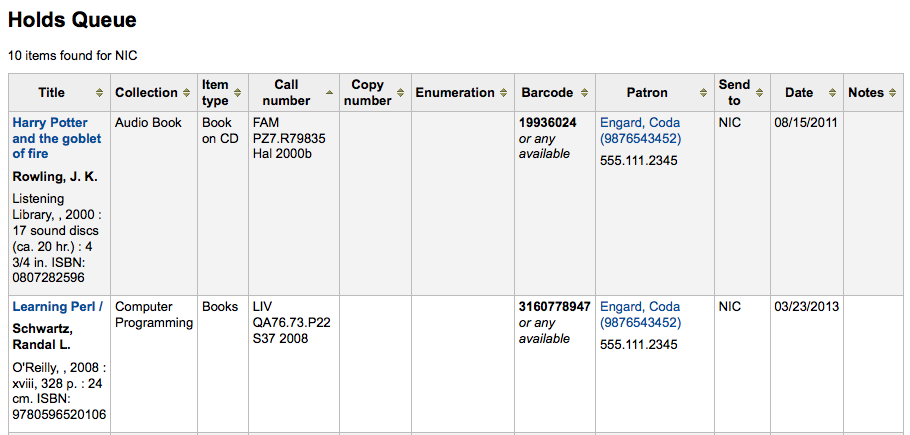 Holds Queue
10 items found for NIC
Title Collection Item type Call number Copy number Enumeration Barcode Patron Send to Date Notes
Harry Potter and the goblet of fire
Rowling, J. K.
Listening Library, , 2000 : 17 sound discs (ca. 20 hr.) : 4 3/4 in. ISBN: 0807282596
Audio Book
Book on CD
FAM PZ7.R79835 Hal 2000b
19936024 or any available
Engard, Coda (9876543452)
555.111.2345
NIC
08/15/2011
Learning Perl /
Schwartz, Randal L.
O'Reilly, , 2008 : xviii, 328 p. : 24 cm. ISBN: 9780596520106
Computer Programming
Books
LIV QA76.73.P22 S37 2008
3160778947 or any available
Engard, Coda (9876543452)
555.111.2345
NIC
03/23/2013